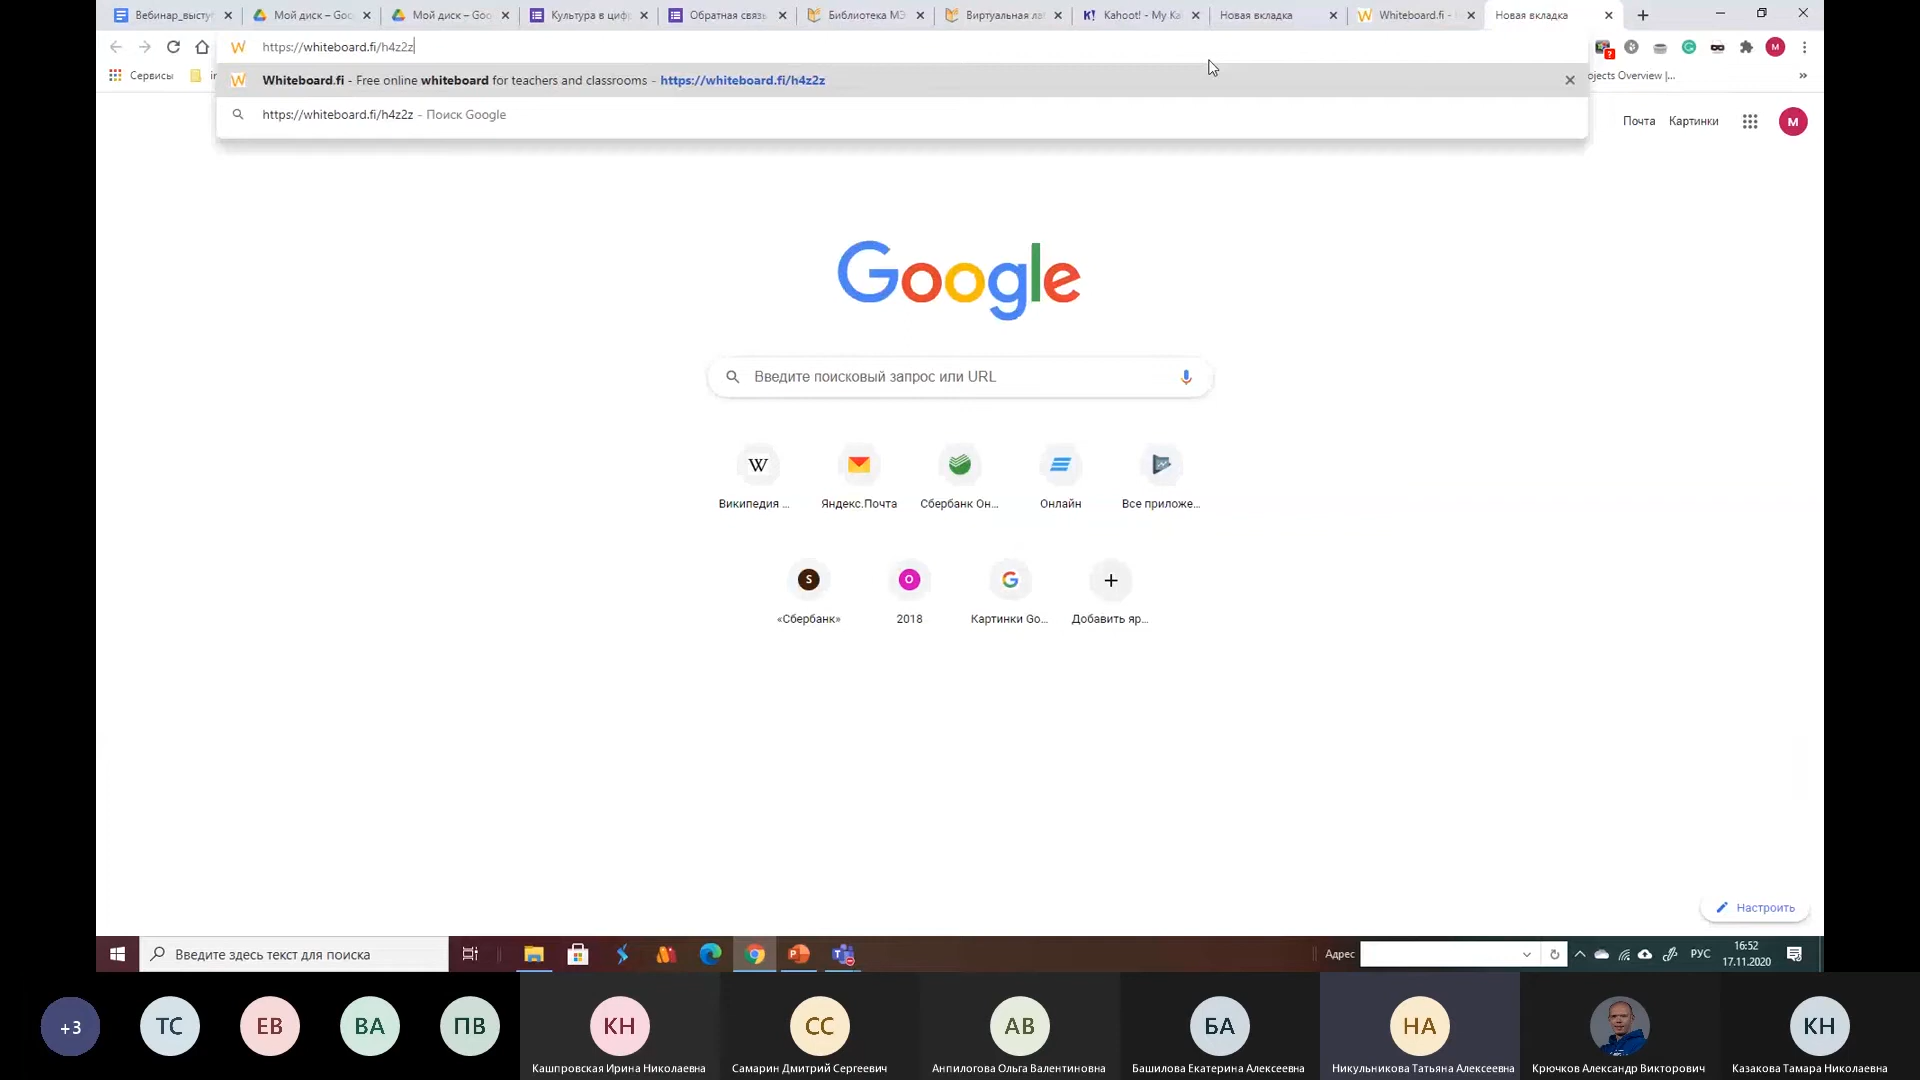 Вебинар_высту
Мой диск – Goo
Мой диск – Goo
Культура в цифр
Обратная связь
Библиотека МЭ
Виртуальная ла
Kahoot! - My Ka
Новая вкладка
Whiteboard.fi -
Новая вкладка
https://whiteboard.fi/h4z2z
Сервисы
Whiteboard.fi - Free online whiteboard for teachers and classrooms - https://whiteboard.fi/h4z2z
ojects Overview |...
https://whiteboard.fi/h4z2z - Поиск Google
Почта Картинки
M
Google
Введите поисковый запрос или URL
Википедия ...
Яндекс.Почта
Сбербанк Он...
Онлайн
Все приложе...
«Сбербанк»
2018
Картинки Go...
Добавить яр...
Настроить
Введите здесь текст для поиска
Адрес
РУС
16:52
17.11.2020
+3
ТС
ЕВ
ВА
ПВ
КН
СС
АВ
БА
НА
КН
Кашпровская Ирина Николаевна
Самарин Дмитрий Сергеевич
Анпилогова Ольга Валентиновна
Башилова Екатерина Алексеевна
Никульникова Татьяна Алексеевна
Крючков Александр Викторович
Казакова Тамара Николаевна